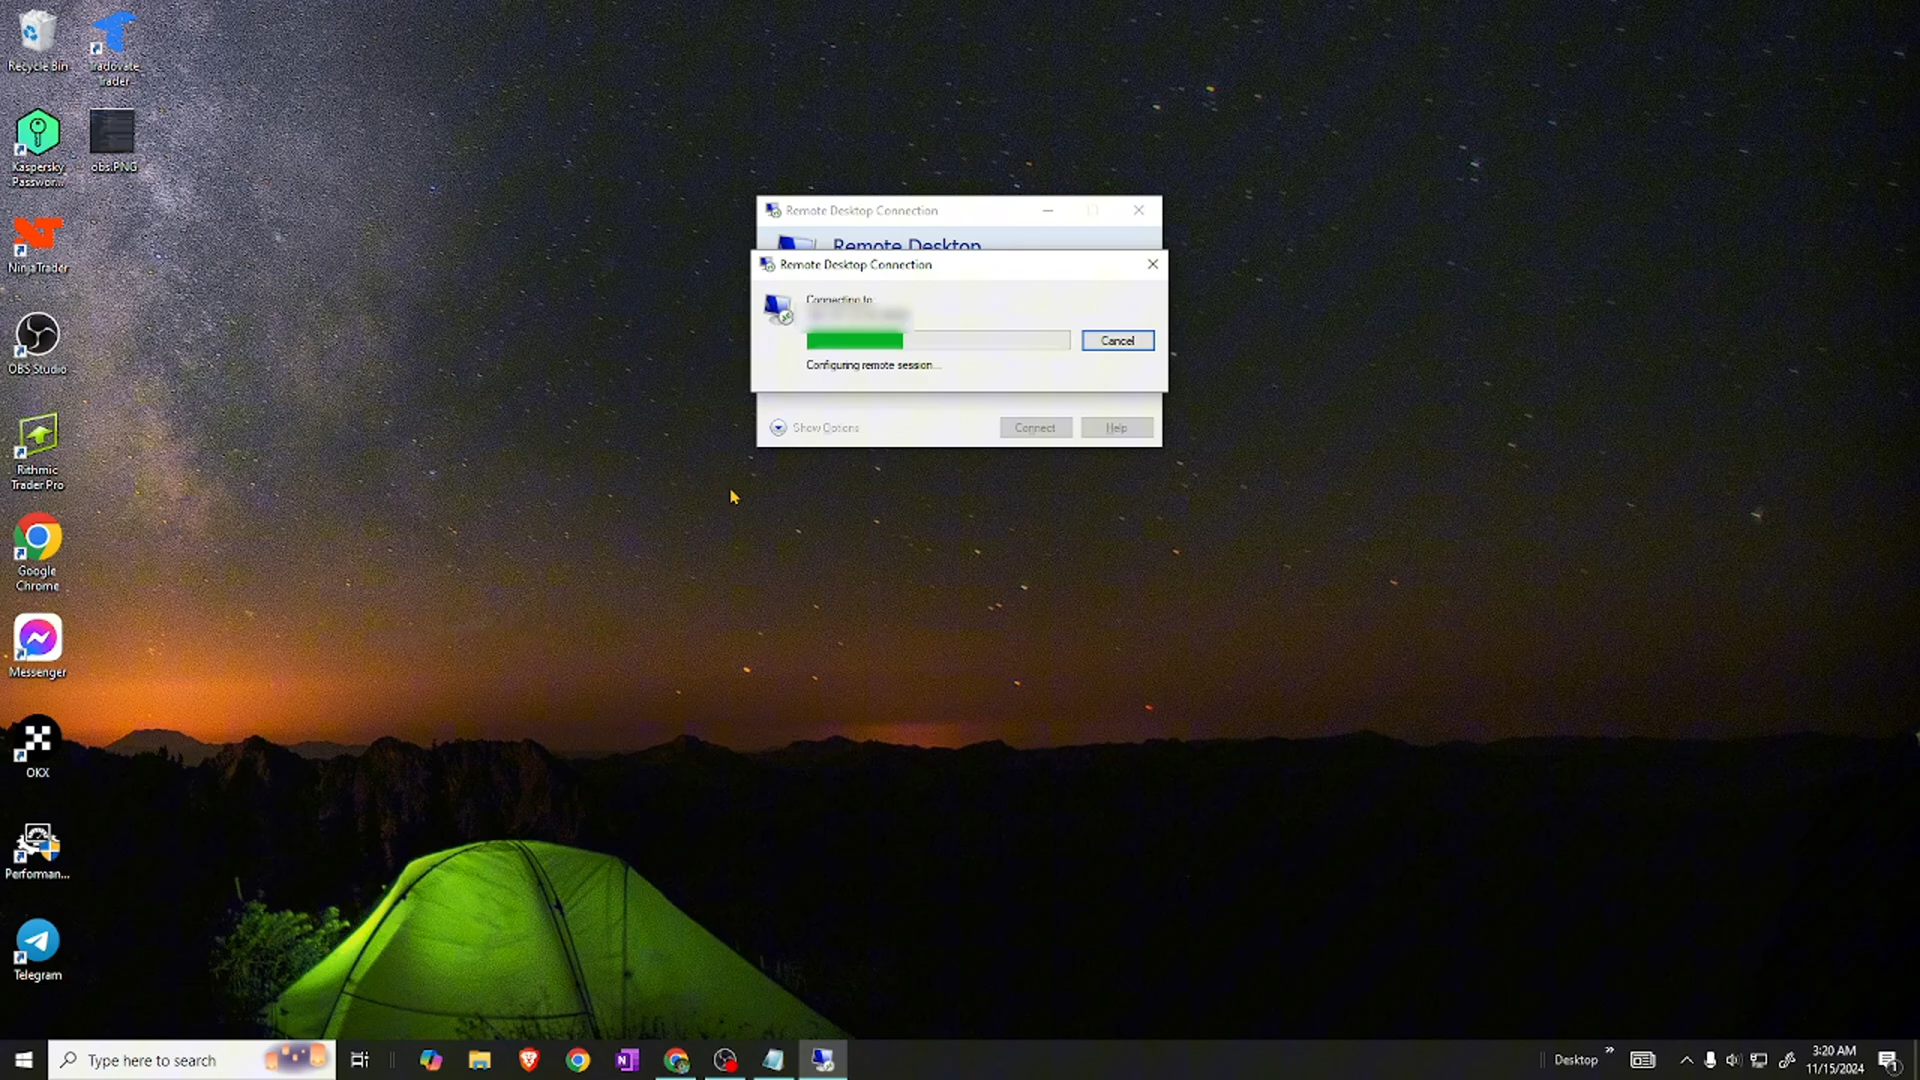 Recycle Bin
Tradovate
Trader
Kaspersky
Passwor...
obs.PNG
NinjaTrader
OBS Studio
Rithmic
Trader Pro
Google
Chrome
Messenger
OKX
Performan...
Telegram
Remote Desktop Connection
Remote Desktop
Remote Desktop Connection
Connecting to:
Cancel
Configuring remote session...
Show Options
Connect
Help
Type here to search
Desktop
3:20 AM
11/15/2024
1